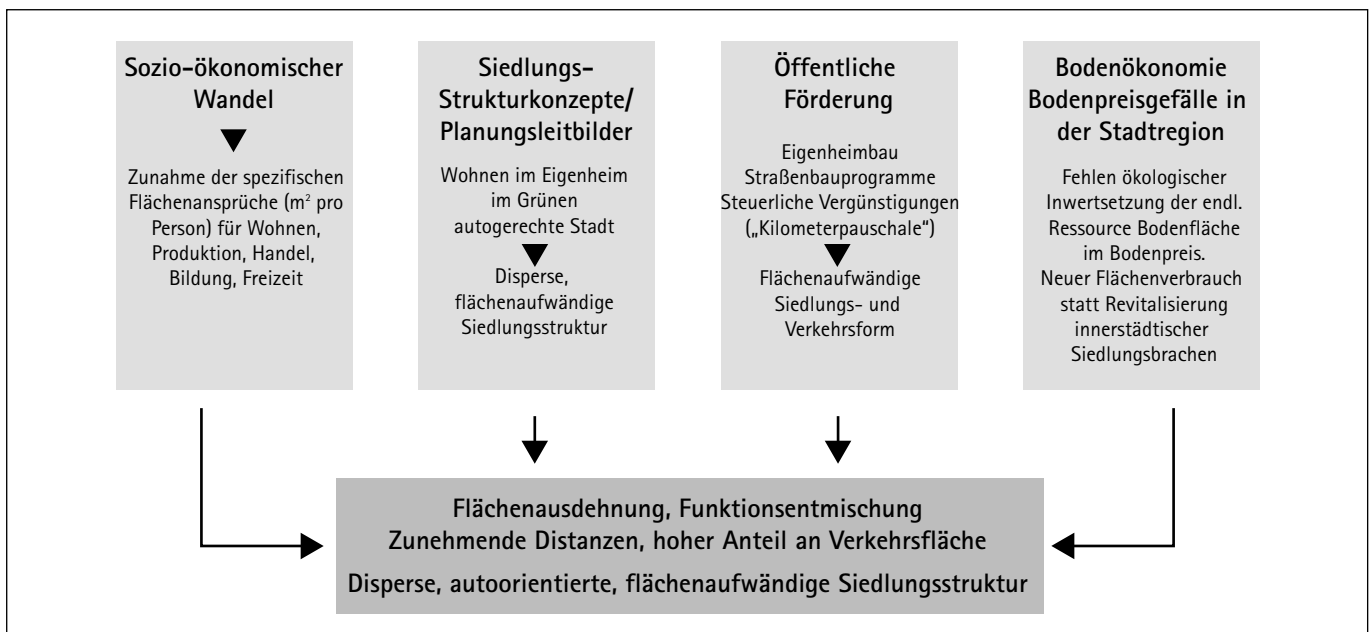 Sozio-ökonomischer
Wandel
Zunahme der spezifischen
Flächenansprüche (m² pro
Person) für Wohnen,
Produktion, Handel,
Bildung, Freizeit
Siedlungs-
Strukturkonzepte/
Planungsleitbilder
Wohnen im Eigenheim
im Grünen
autogerechte Stadt
Disperse,
flächenaufwändige
Siedlungsstruktur
Öffentliche
Förderung
Eigenheimbau
Straßenbauprogramme
Steuerliche Vergünstigungen
(„Kilometerpauschale“)
Flächenaufwändige
Siedlungs- und
Verkehrsform
Bodenökonomie
Bodenpreisgefälle in
der Stadtregion
Fehlen ökologischer
Inwertsetzung der endl.
Ressource Bodenfläche
im Bodenpreis.
Neuer Flächenverbrauch
statt Revitalisierung
innerstädtischer
Siedlungsbrachen
Flächenausdehnung, Funktionsentmischung
Zunehmende Distanzen, hoher Anteil an Verkehrsfläche
Disperse, autoorientierte, flächenaufwändige Siedlungsstruktur